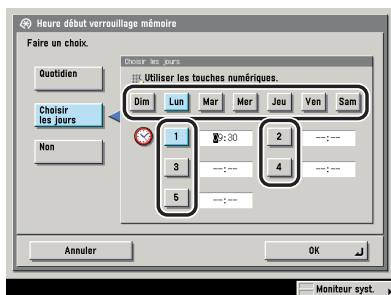 Heure début verrouillage mémoire
Faire un choix.
Choisir les jours
Quotidien
Utiliser les touches numériques.
Dim Lun Mar Mer Jeu Ven Sam
Choisir
les jours
1 09:30 2 --:--
Non
3 --:-- 4 --:--
5 --:--
Annuler OK
Moniteur syst.